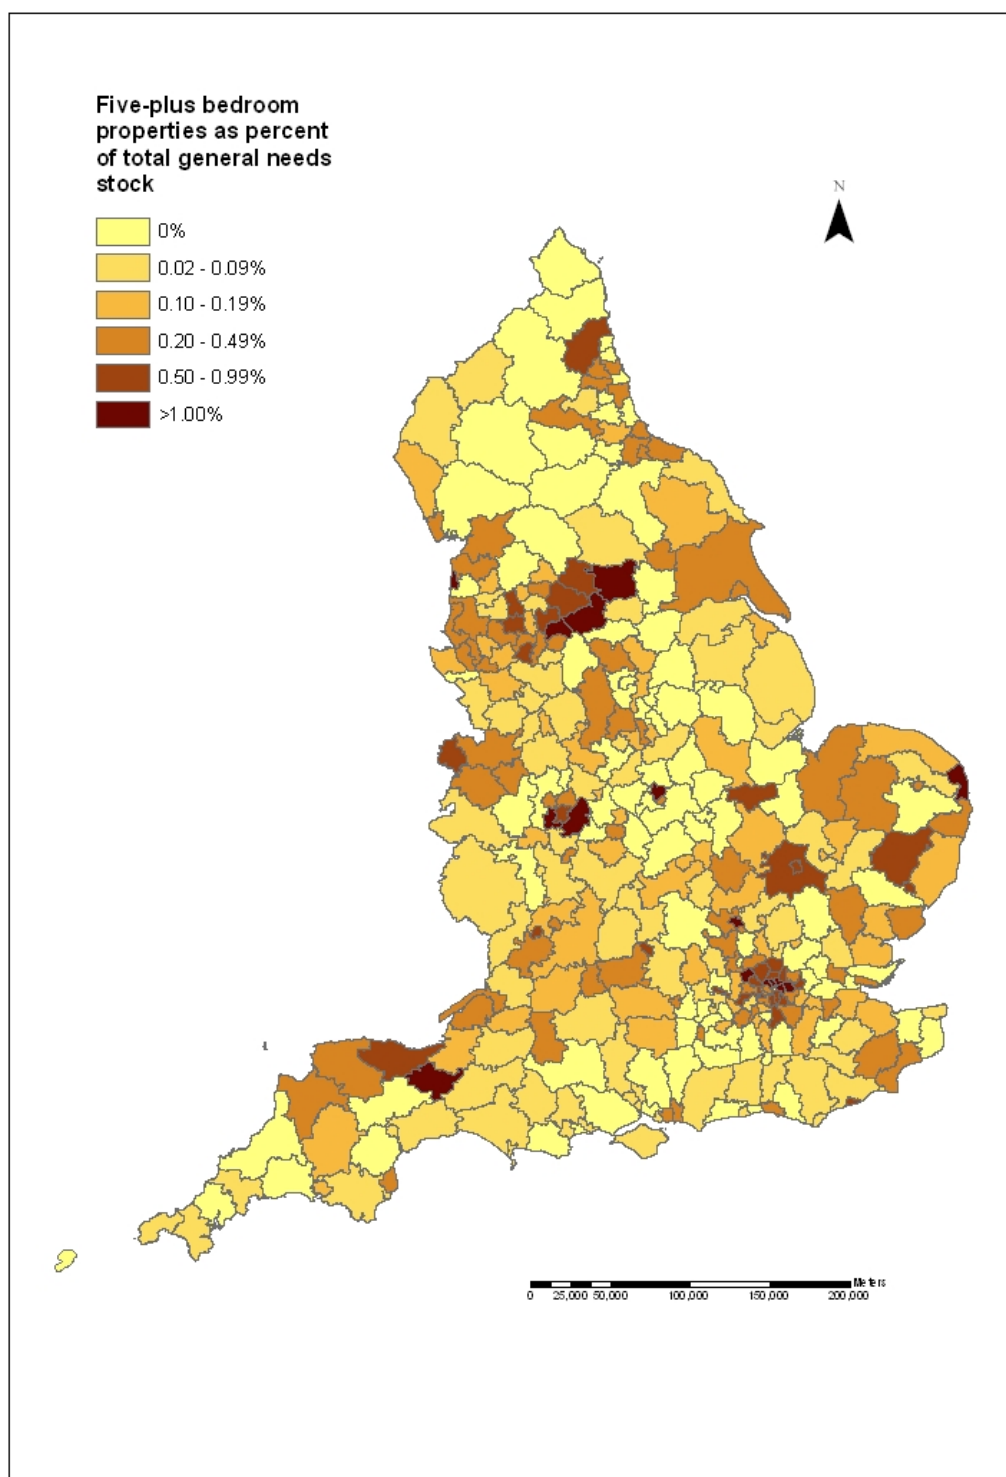 Five-plus bedroom
properties as percent
of total general needs
stock
0%
0.02 - 0.09%
0.10 - 0.19%
0.20 - 0.49%
0.50 - 0.99%
>1.00%
N
Meters
0 25,000 50,000 100,000 150,000 200,000